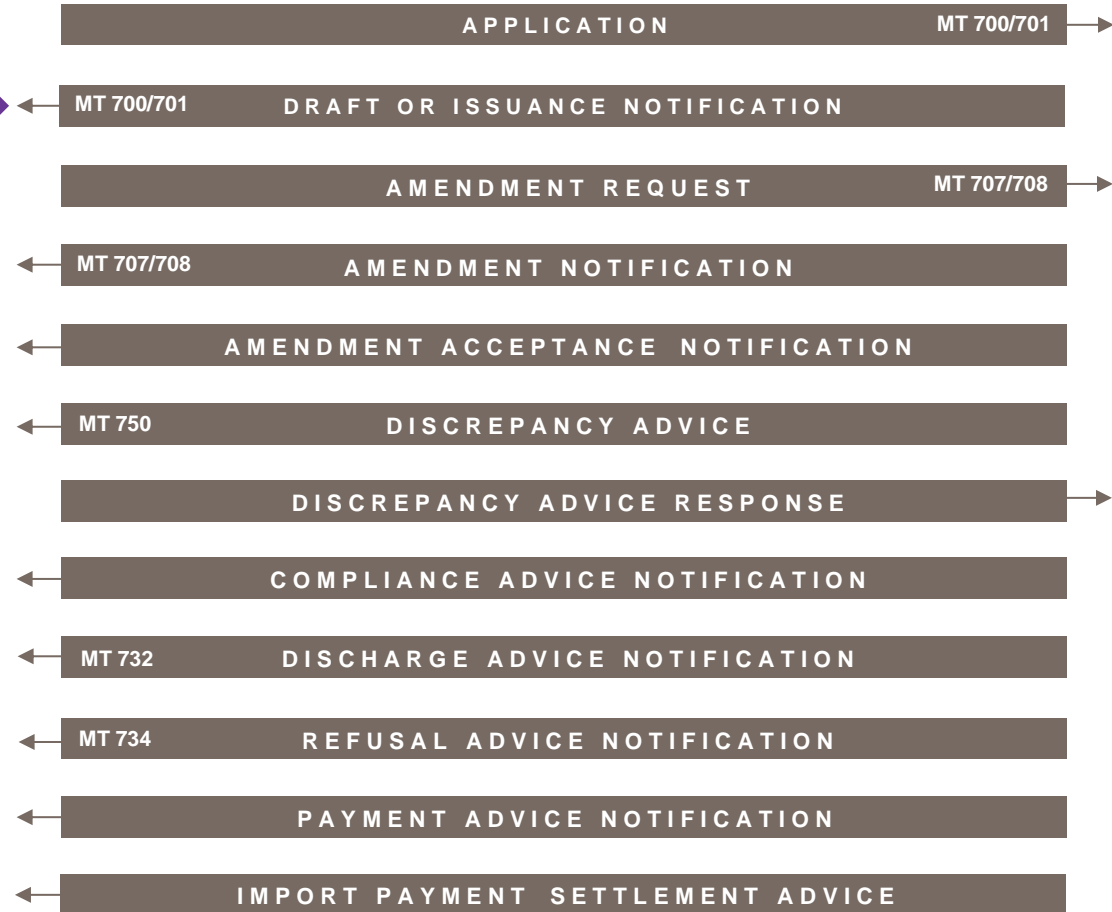 APPLICATION MT 700/701
MT 700/701 DRAFT OR ISSUANCE NOTIFICATION
AMENDMENT REQUEST MT 707/708
MT 707/708 AMENDMENT NOTIFICATION
AMENDMENT ACCEPTANCE NOTIFICATION
MT 750 DISCREPANCY ADVICE
DISCREPANCY ADVICE RESPONSE
COMPLIANCE ADVICE NOTIFICATION
MT 732 DISCHARGE ADVICE NOTIFICATION
MT 734 REFUSAL ADVICE NOTIFICATION
PAYMENT ADVICE NOTIFICATION
IMPORT PAYMENT SETTLEMENT ADVICE